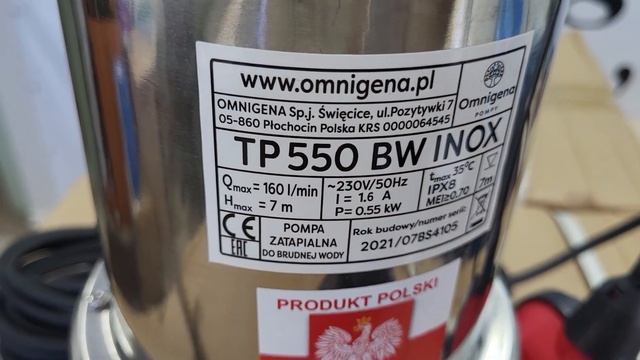 www.omnigena.pl
OMNIGENA Sp.j. Święcice, ul.Pozytywki 7
05-860 Płochocin Polska KRS 0000064545
Omnigena
POMPY
TP 550 BW INOX
Qmax = 160 l/min
Hmax = 7 m
~230V/50Hz
I = 1.6 A
P= 0.55 kW
tmax 35°C
IPX8
MEI≥0.70
7m
CE
EAC
POMPA
ZATAPIALNA
DO BRUDNEJ WODY
Rok budowy/numer serii:
2021/07BS4105
PRODUKT POLSKI